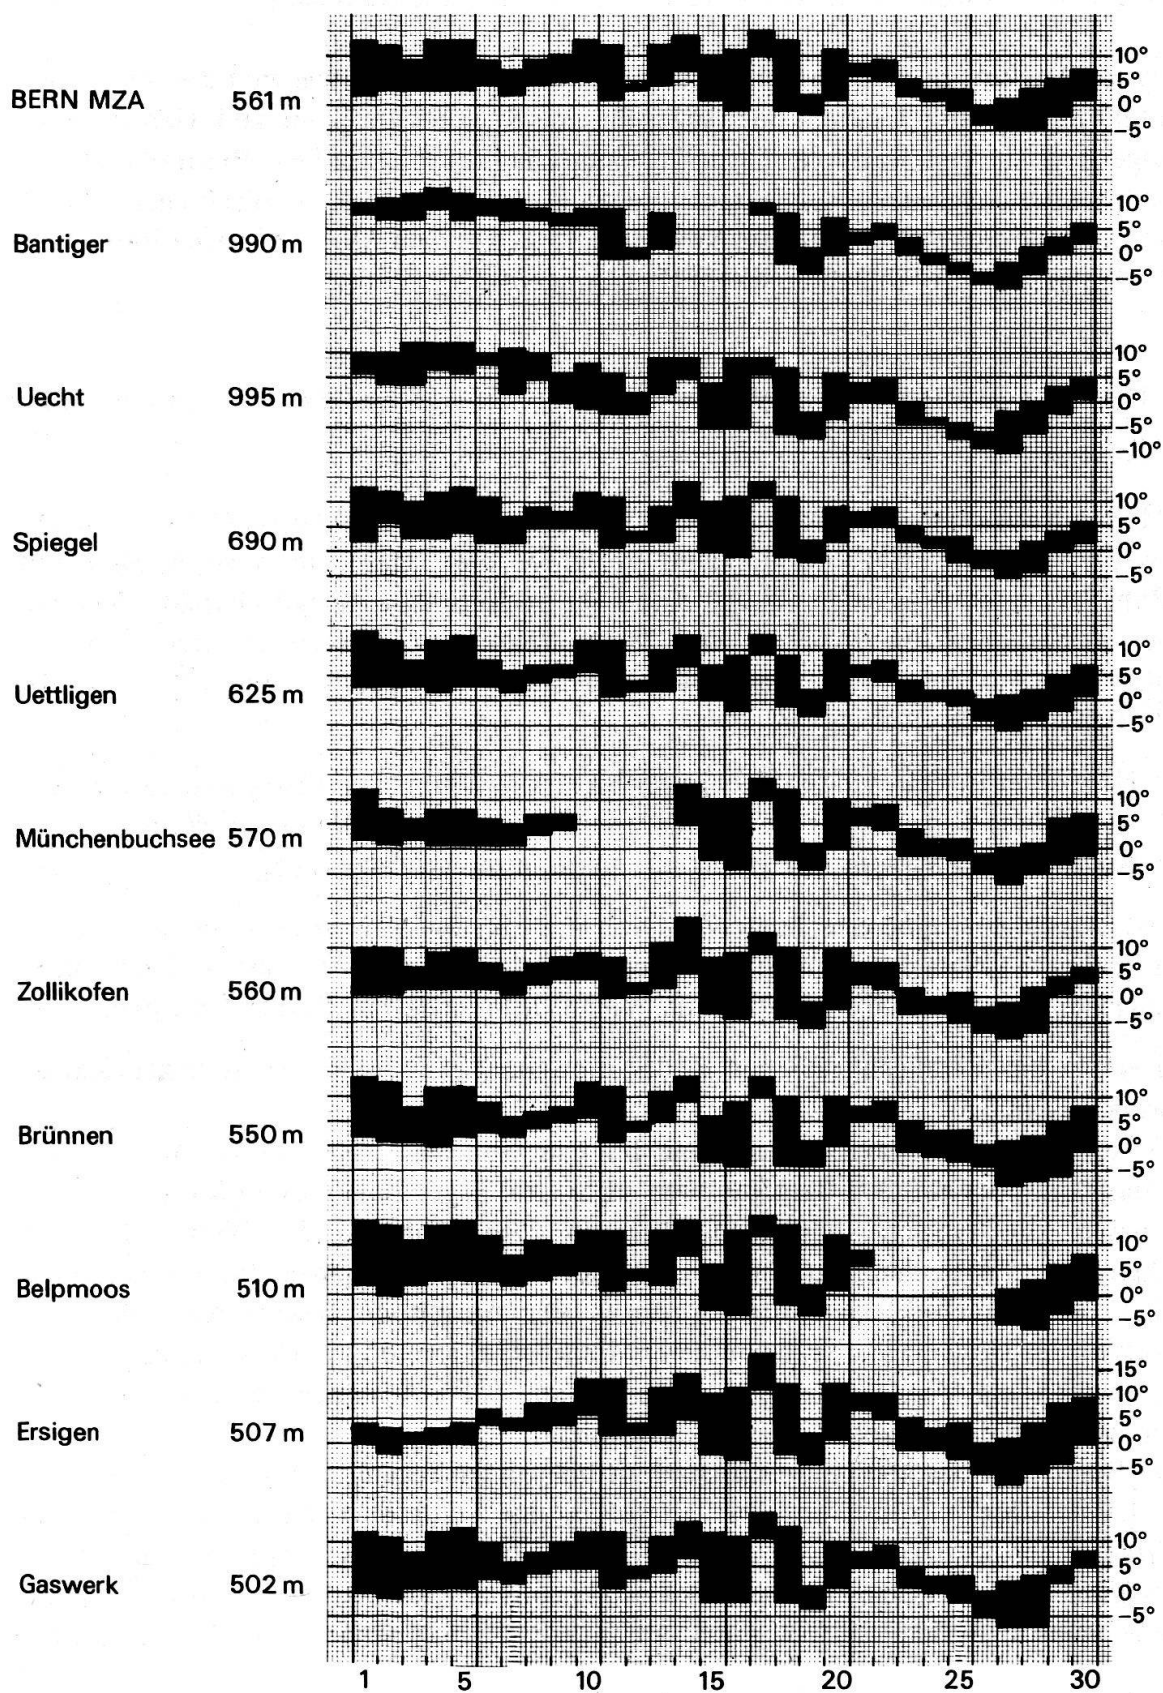 BERN MZA 561 m 10° 5° 0° -5°
Bantiger 990 m 10° 5° 0° -5°
Uecht 995 m 10° 5° 0° -5° -10°
Spiegel 690 m 10° 5° 0° -5°
Uettligen 625 m 10° 5° 0° -5°
Münchenbuchsee 570 m 10° 5° 0° -5°
Zollikofen 560 m 10° 5° 0° -5°
Brünnen 550 m 10° 5° 0° -5°
Belpmoos 510 m 10° 5° 0° -5°
Ersigen 507 m 15° 10° 5° 0° -5°
Gaswerk 502 m 10° 5° 0° -5°
1 5 10 15 20 25 30